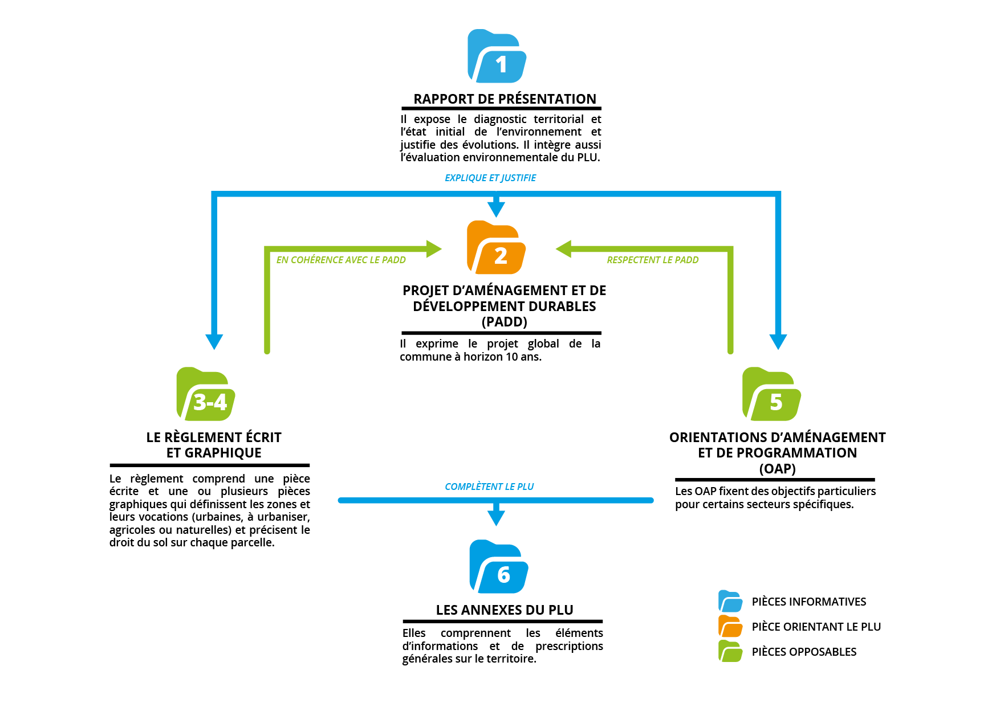 1
RAPPORT DE PRÉSENTATION
Il expose le diagnostic territorial et
l’état initial de l’environnement et
justifie des évolutions. Il intègre aussi
l’évaluation environnementale du PLU.
EXPLIQUE ET JUSTIFIE
2
EN COHÉRENCE AVEC LE PADD
RESPECTENT LE PADD
PROJET D’AMÉNAGEMENT ET DE
DÉVELOPPEMENT DURABLES
(PADD)
Il exprime le projet global de la
commune à horizon 10 ans.
3-4
LE RÈGLEMENT ÉCRIT
ET GRAPHIQUE
Le règlement comprend une pièce
écrite et une ou plusieurs pièces
graphiques qui définissent les zones et
leurs vocations (urbaines, à urbaniser,
agricoles ou naturelles) et précisent le
droit du sol sur chaque parcelle.
5
ORIENTATIONS D’AMÉNAGEMENT
ET DE PROGRAMMATION
(OAP)
Les OAP fixent des objectifs particuliers
pour certains secteurs spécifiques.
COMPLÈTENT LE PLU
6
LES ANNEXES DU PLU
Elles comprennent les éléments
d’informations et de prescriptions
générales sur le territoire.
PIÈCES INFORMATIVES
PIÈCE ORIENTANT LE PLU
PIÈCES OPPOSABLES